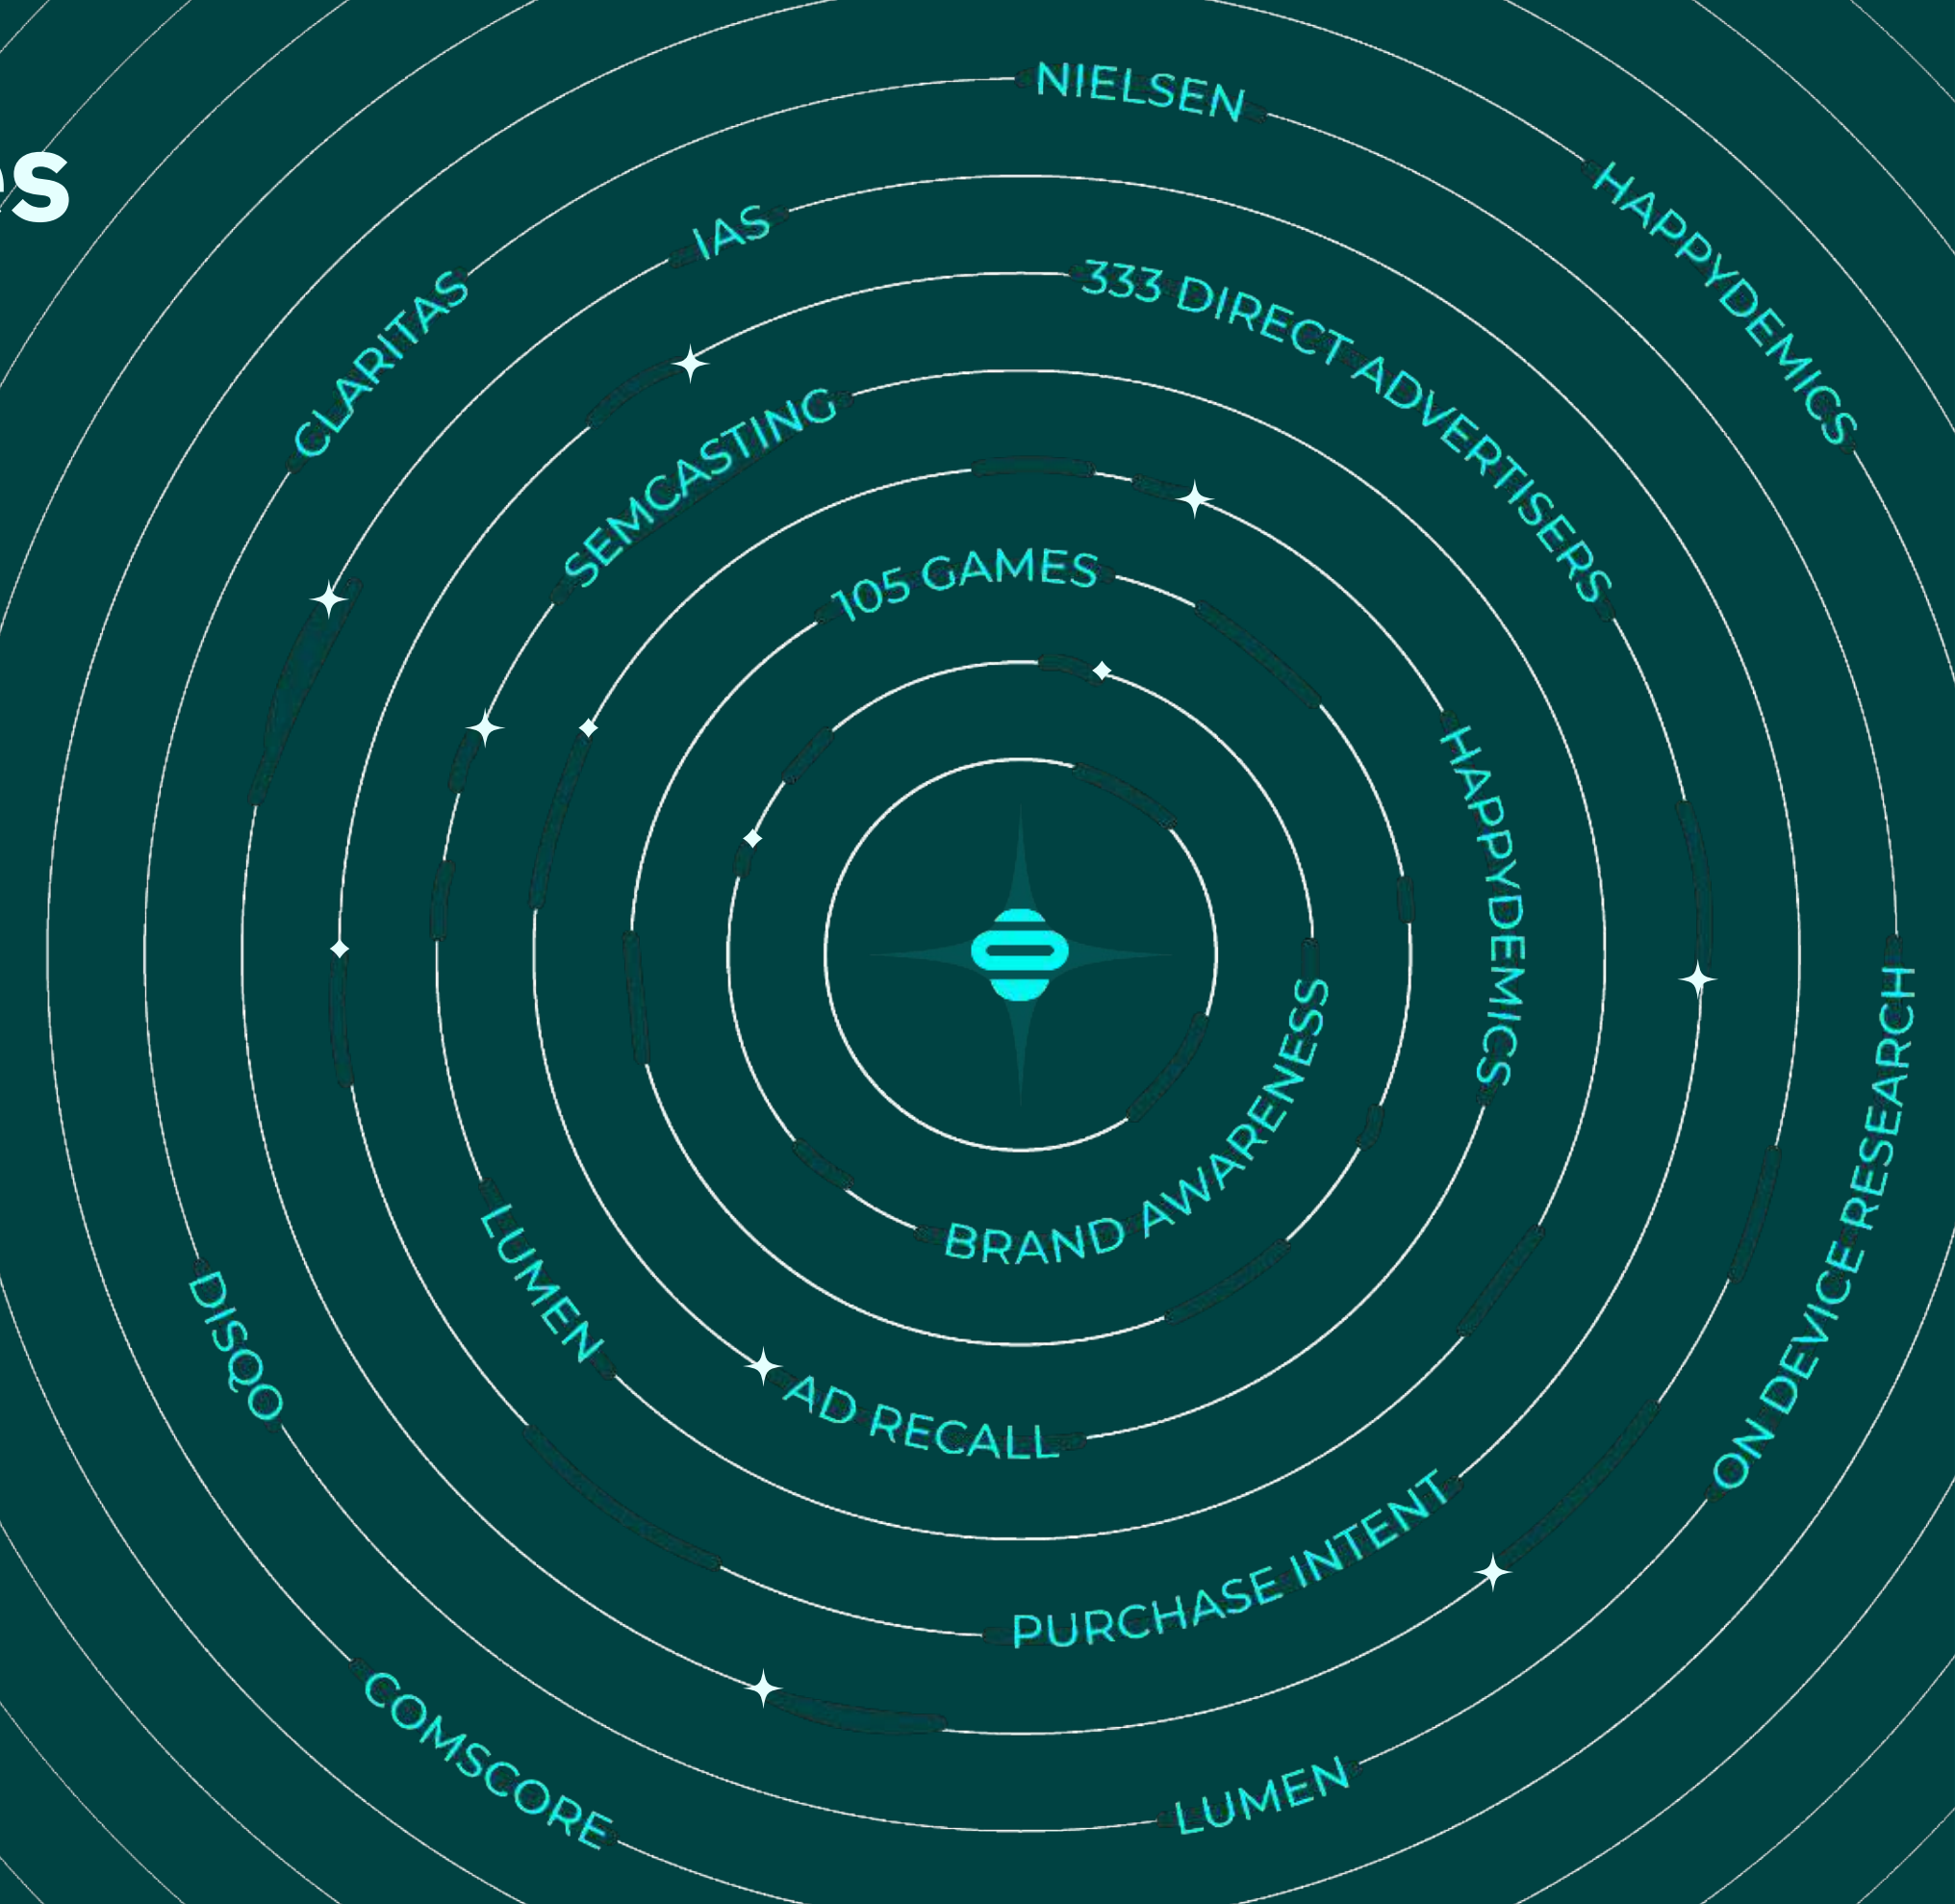 NIELSEN
HAPPYDEMICS
es
IAS
333 DIRECT ADVERTISERS
CLARITAS
SEMCASTING
105 GAMES
HAPPYDEMICS
BRAND AWARENESS
ON DEVICE RESEARCH
LUMEN
DISQO
AD RECALL
PURCHASE INTENT
COMSCORE
LUMEN